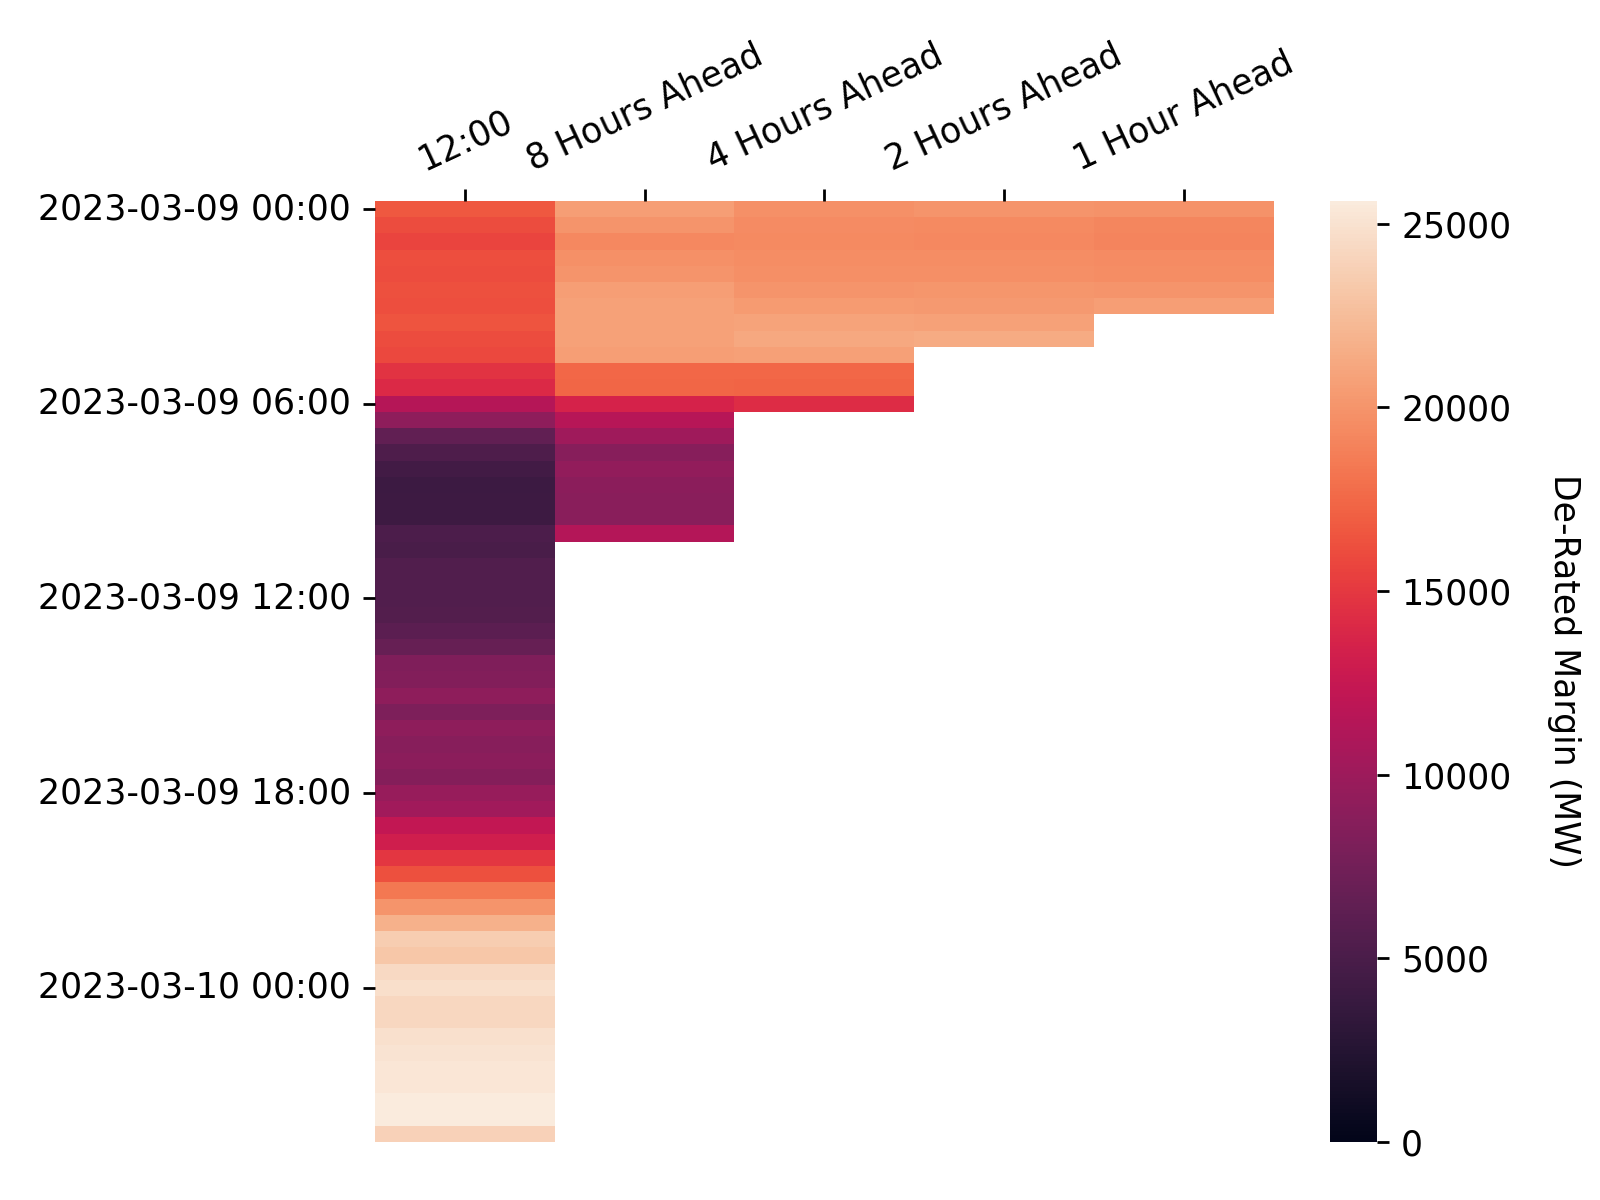 12:00
8 Hours Ahead
4 Hours Ahead
2 Hours Ahead
1 Hour Ahead
2023-03-09 00:00
2023-03-09 06:00
2023-03-09 12:00
2023-03-09 18:00
2023-03-10 00:00
25000
20000
15000
10000
5000
0
De-Rated Margin (MW)